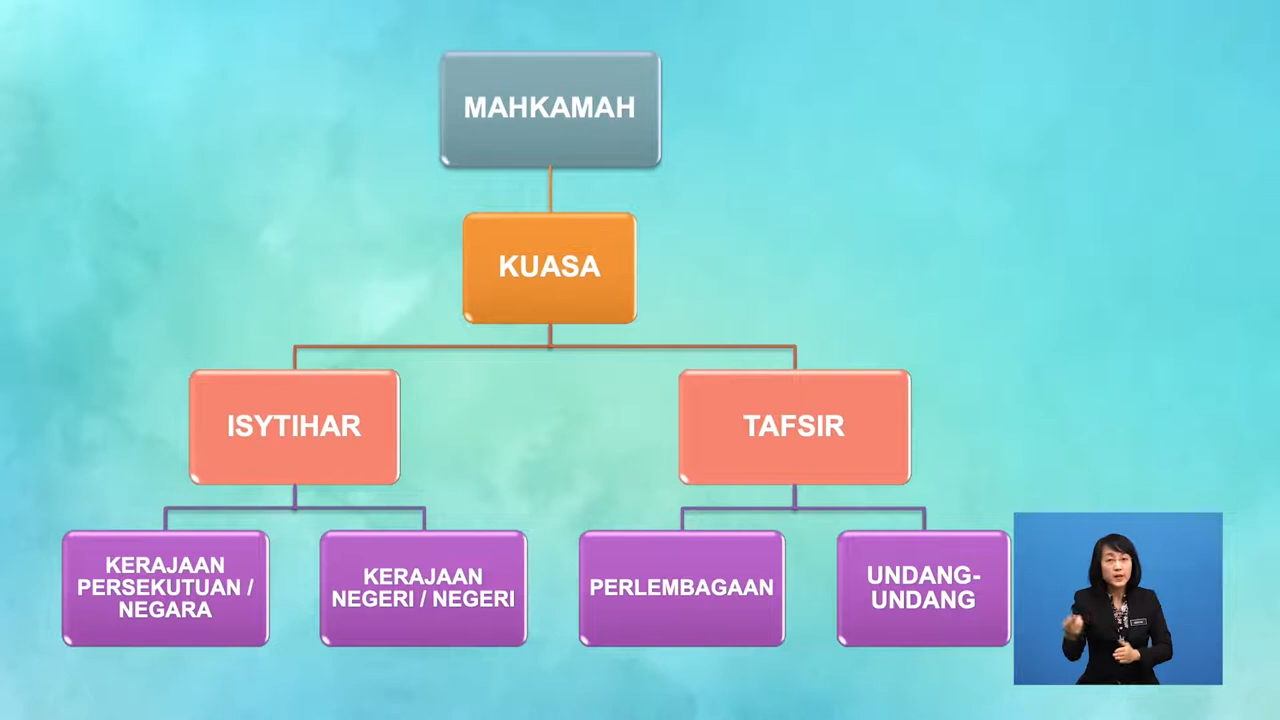 MAHKAMAH
KUASA
ISYTIHAR
TAFSIR
KERAJAAN
PERSEKUTUAN /
NEGARA
KERAJAAN
NEGERI / NEGERI
PERLEMBAGAAN
UNDANG-
UNDANG